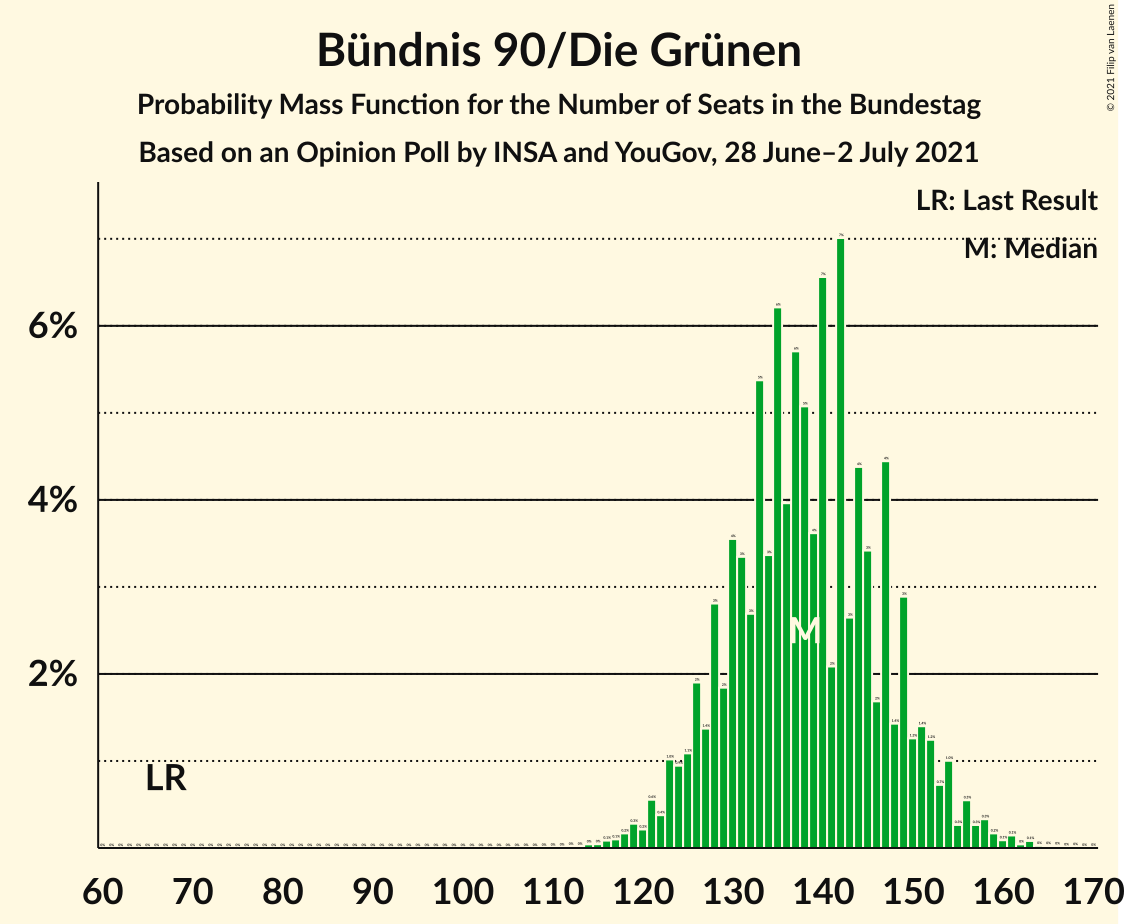 Bündnis 90/Die Grünen
Probability Mass Function for the Number of Seats in the Bundestag
Based on an Opinion Poll by INSA and YouGov, 28 June–2 July 2021
© 2021 Filip van Laenen
LR: Last Result
M: Median
6%
4%
2%
LR
M
60 70 80 90 100 110 120 130 140 150 160 170